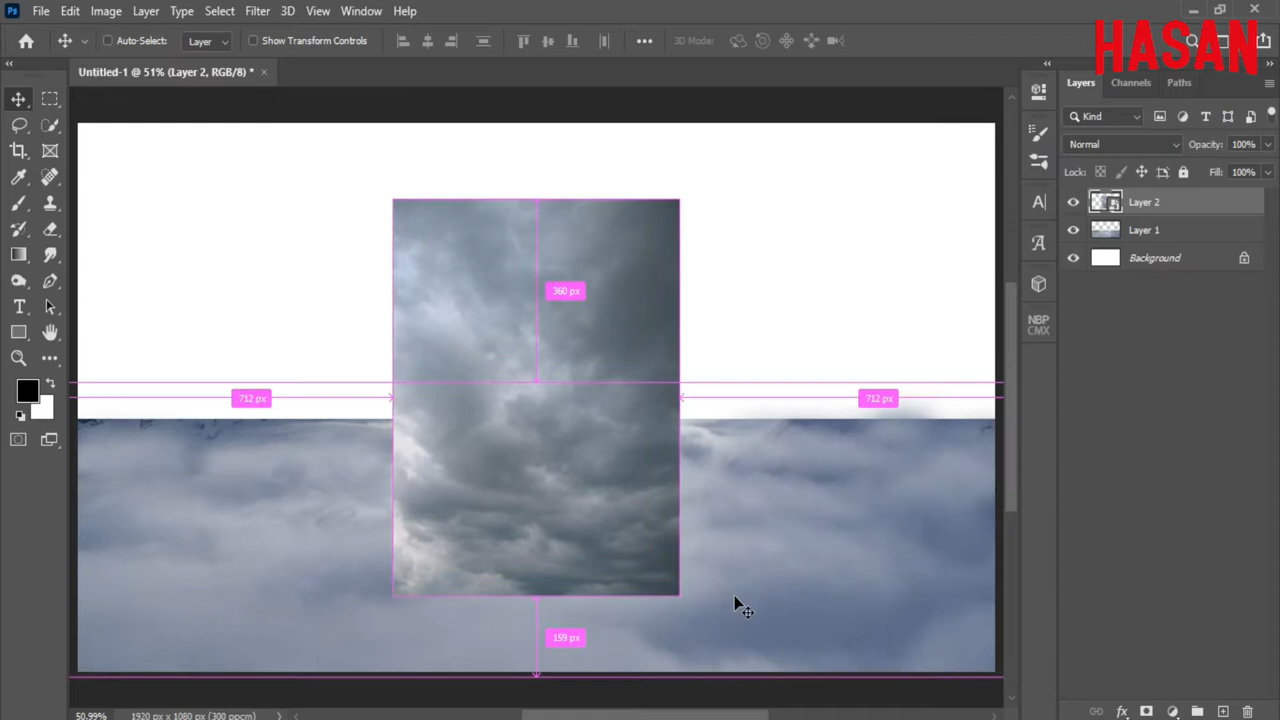 Ps File Edit Image Layer Type Select Filter 3D View Window Help
HASAN
Auto-Select: Layer Show Transform Controls 3D Mode:
Untitled-1 @ 51% (Layer 2, RGB/8) *
Layers Channels Paths
Kind
Normal Opacity: 100%
Lock: Fill: 100%
Layer 2
Layer 1
Background
360 px
712 px
712 px
159 px
NBP
CMX
50.99% 1920 px x 1080 px (300 ppcm)